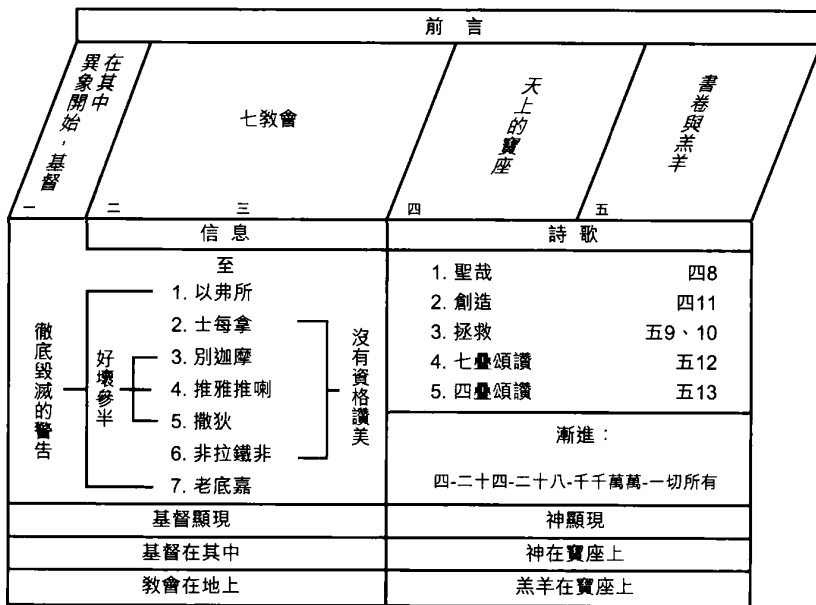 前 言
在其中
異象開始，基督
七教會
天上的寶座
書卷與羔羊
一
二
三
四
五
信 息
詩 歌
至
1. 以弗所
2. 士每拿
3. 別迦摩
4. 推雅推喇
5. 撒狄
6. 非拉鐵非
7. 老底嘉
徹底毀滅的警告
好壞參半
沒有資格讚美
1. 聖哉 四8
2. 創造 四11
3. 拯救 五9、10
4. 七疊頌讚 五12
5. 四疊頌讚 五13
漸進：
四-二十四-二十八-千千萬萬-一切所有
基督顯現
神顯現
基督在其中
神在寶座上
教會在地上
羔羊在寶座上